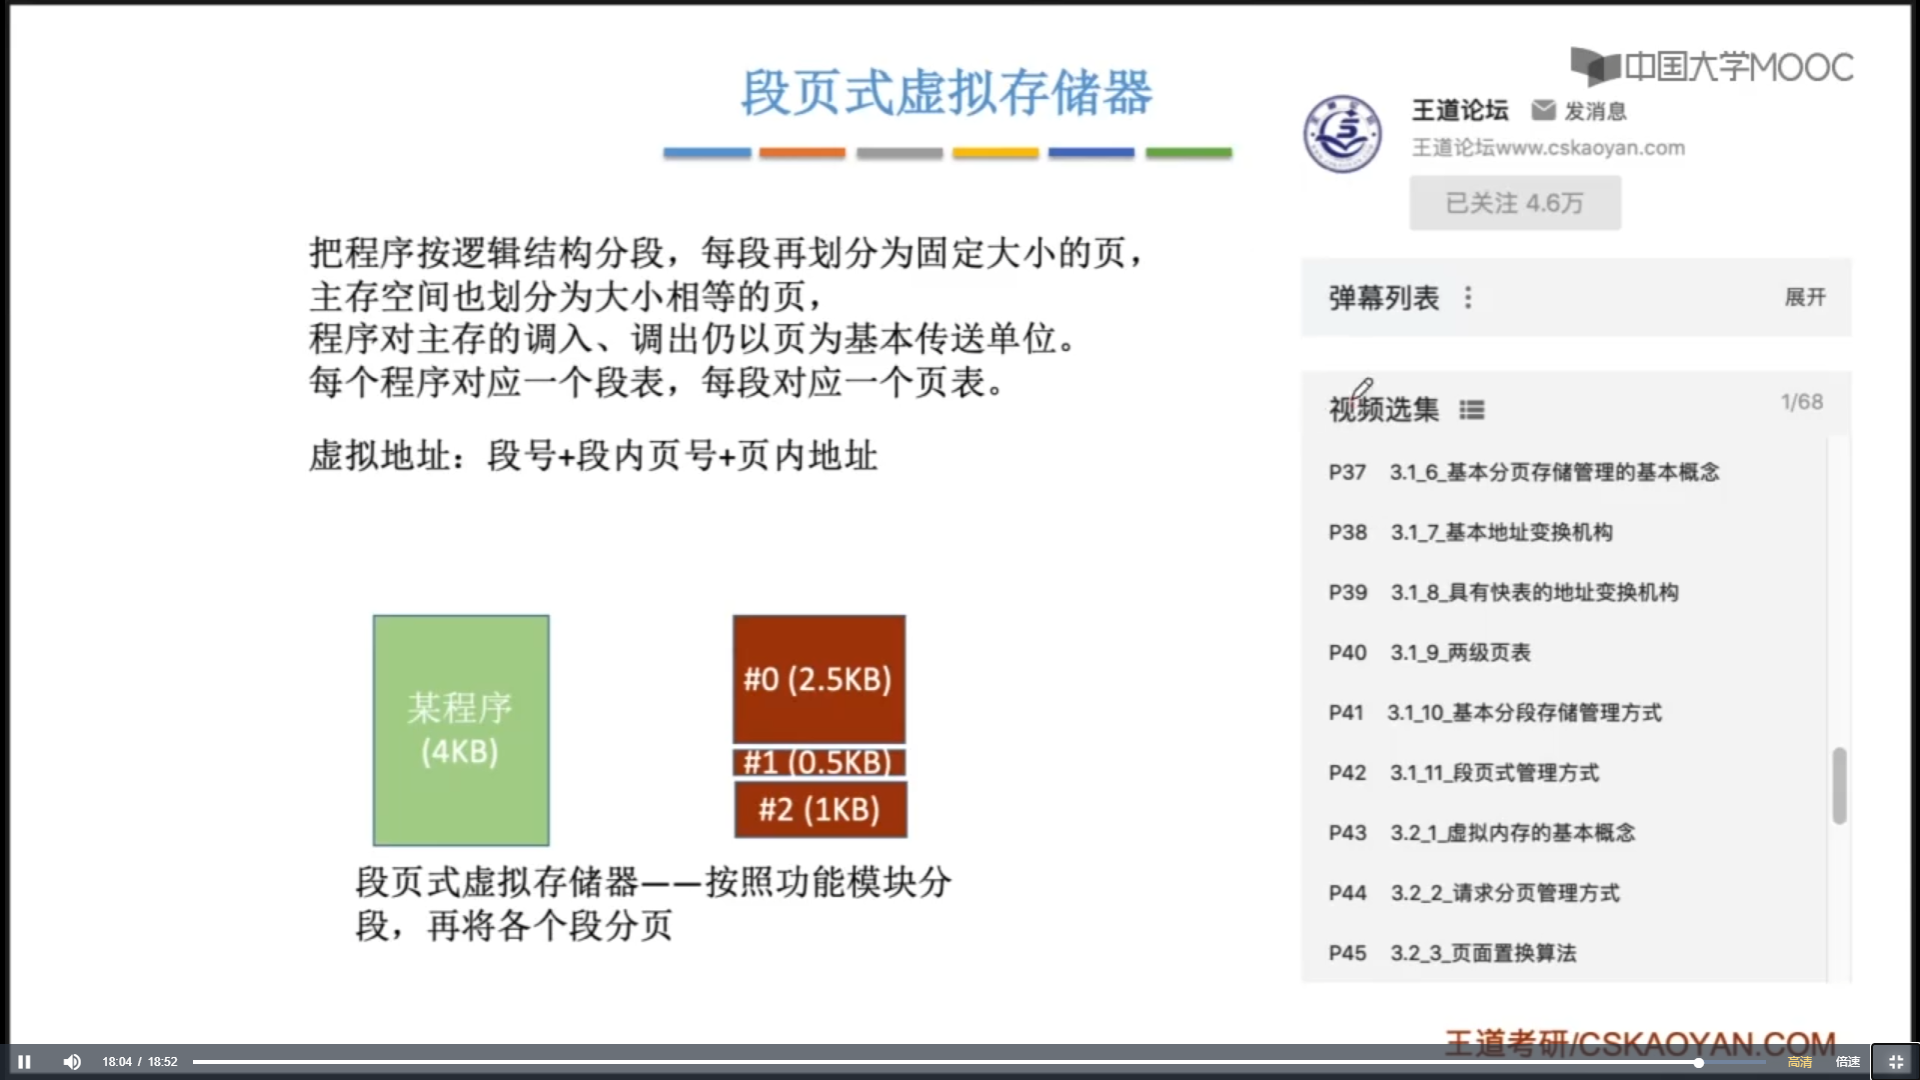 段页式虚拟存储器
中国大学MOOC
王道论坛 发消息
王道论坛www.cskaoyan.com
已关注 4.6万
把程序按逻辑结构分段，每段再划分为固定大小的页，
主存空间也划分为大小相等的页，
程序对主存的调入、调出仍以页为基本传送单位。
每个程序对应一个段表，每段对应一个页表。
虚拟地址：段号+段内页号+页内地址
弹幕列表 展开
视频选集 1/68
P37 3.1_6_基本分页存储管理的基本概念
P38 3.1_7_基本地址变换机构
P39 3.1_8_具有快表的地址变换机构
P40 3.1_9_两级页表
P41 3.1_10_基本分段存储管理方式
P42 3.1_11_段页式管理方式
P43 3.2_1_虚拟内存的基本概念
P44 3.2_2_请求分页管理方式
P45 3.2_3_页面置换算法
某程序
(4KB)
#0 (2.5KB)
#1 (0.5KB)
#2 (1KB)
段页式虚拟存储器——按照功能模块分
段，再将各个段分页
王道考研/CSKAOYAN.COM
18:04 / 18:52 高清 倍速